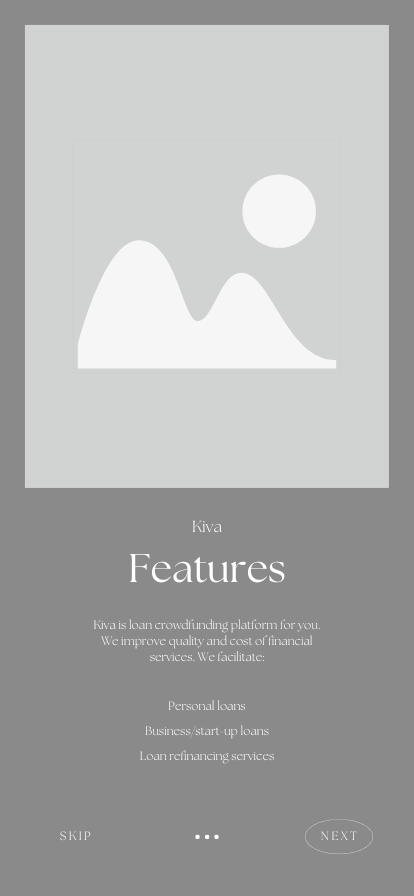 Kiva
Features
Kiva is loan crowdfunding platform for you.
We improve quality and cost of financial
services. We facilitate:
Personal loans
Business/start-up loans
Loan refinancing services
SKIP
NEXT